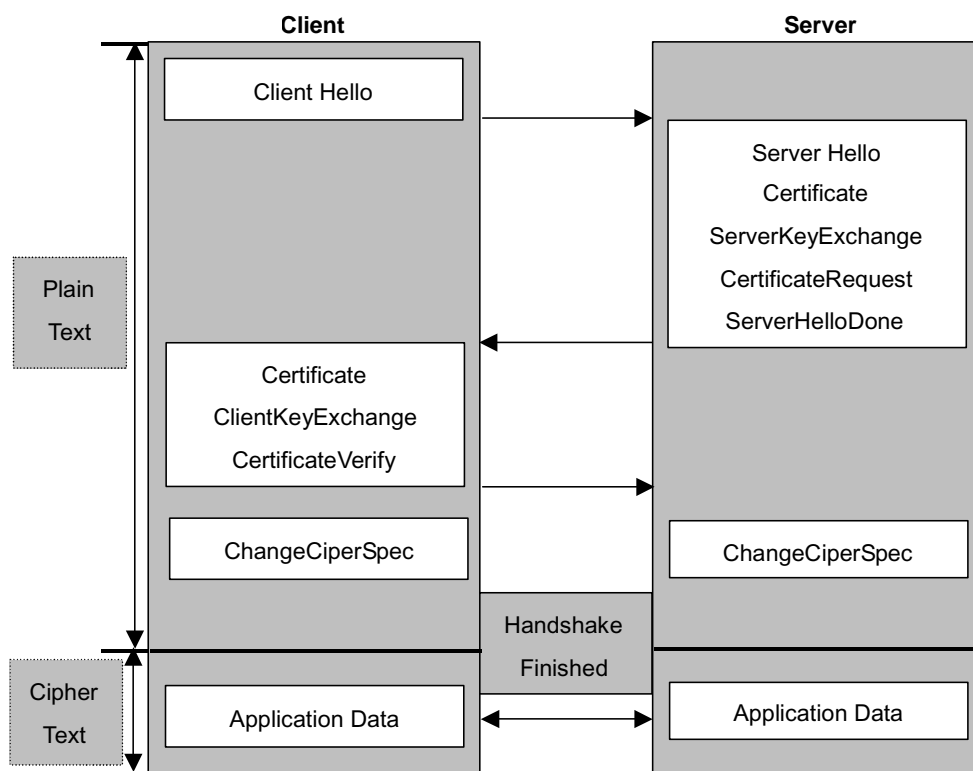 Client
Server
Client Hello
Server Hello
Certificate
ServerKeyExchange
CertificateRequest
ServerHelloDone
Plain
Text
Certificate
ClientKeyExchange
CertificateVerify
ChangeCiperSpec
ChangeCiperSpec
Handshake
Finished
Cipher
Text
Application Data
Application Data